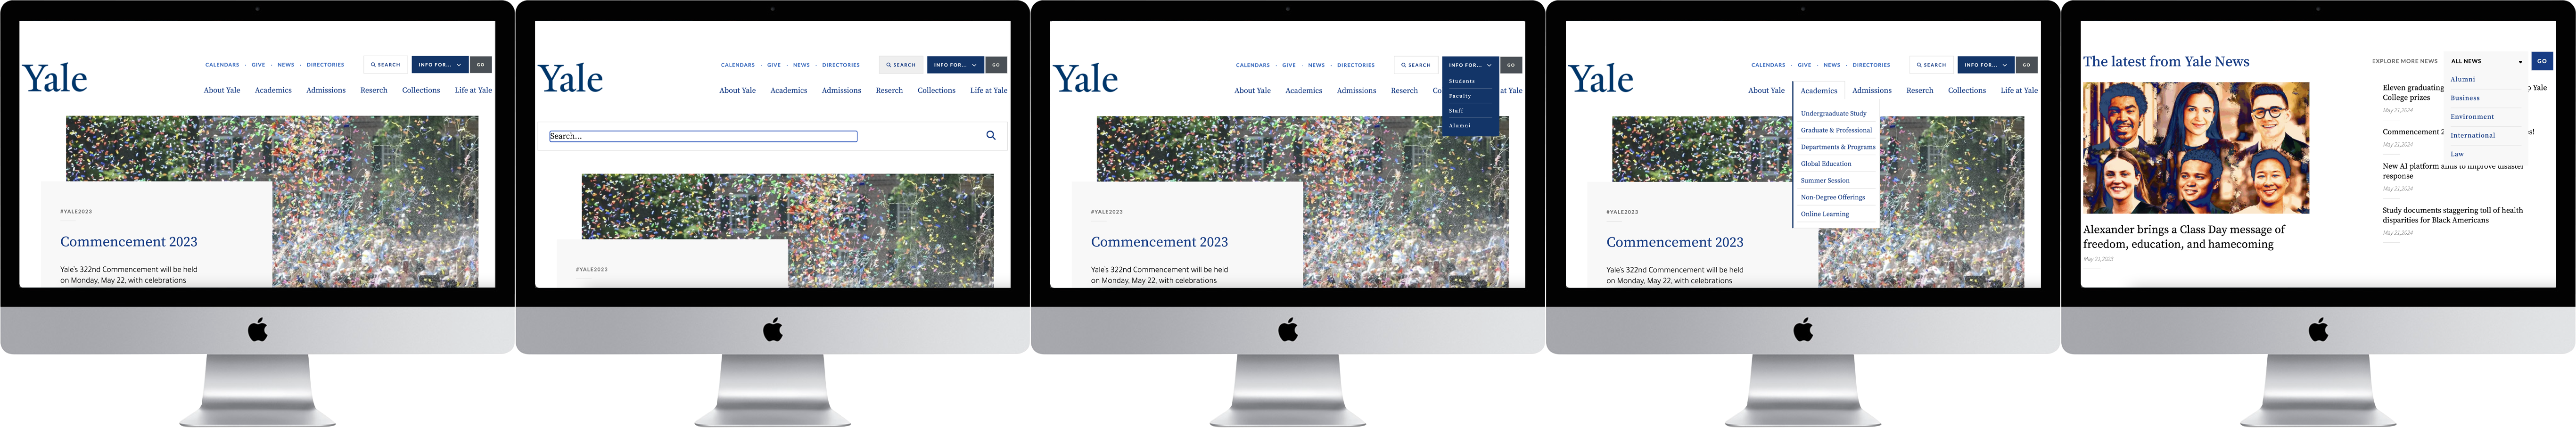 CALENDARS · GIVE · NEWS · DIRECTORIES SEARCH INFO FOR... GO
Yale
About Yale Academics Admissions Reserch Collections Life at Yale
#YALE2023
Commencement 2023
Yale's 322nd Commencement will be held
on Monday, May 22, with celebrations
CALENDARS · GIVE · NEWS · DIRECTORIES SEARCH INFO FOR... GO
Yale
About Yale Academics Admissions Reserch Collections Life at Yale
Search...
#YALE2023
CALENDARS · GIVE · NEWS · DIRECTORIES SEARCH INFO FOR... GO
Yale
About Yale Academics Admissions Reserch Co at Yale
Students
Faculty
Staff
Alumni
#YALE2023
Commencement 2023
Yale's 322nd Commencement will be held
on Monday, May 22, with celebrations
CALENDARS · GIVE · NEWS · DIRECTORIES SEARCH INFO FOR... GO
Yale
About Yale Academics Admissions Reserch Collections Life at Yale
Undergraaduate Study
Graduate & Professional
Departments & Programs
Global Education
Summer Session
Non-Degree Offerings
Online Learning
#YALE2023
Commencement 2023
Yale's 322nd Commencement will be held
on Monday, May 22, with celebrations
The latest from Yale News
EXPLORE MORE NEWS ALL NEWS GO
Alumni
Business
Environment
International
Law
Eleven graduating o Yale
College prizes
May 21,2024
Commencement 2 s!
May 21,2024
New AI platform aims to improve disaster
response
May 21,2024
Study documents staggering toll of health
disparities for Black Americans
May 21,2024
Alexander brings a Class Day message of
freedom, education, and homecoming
May 21,2023